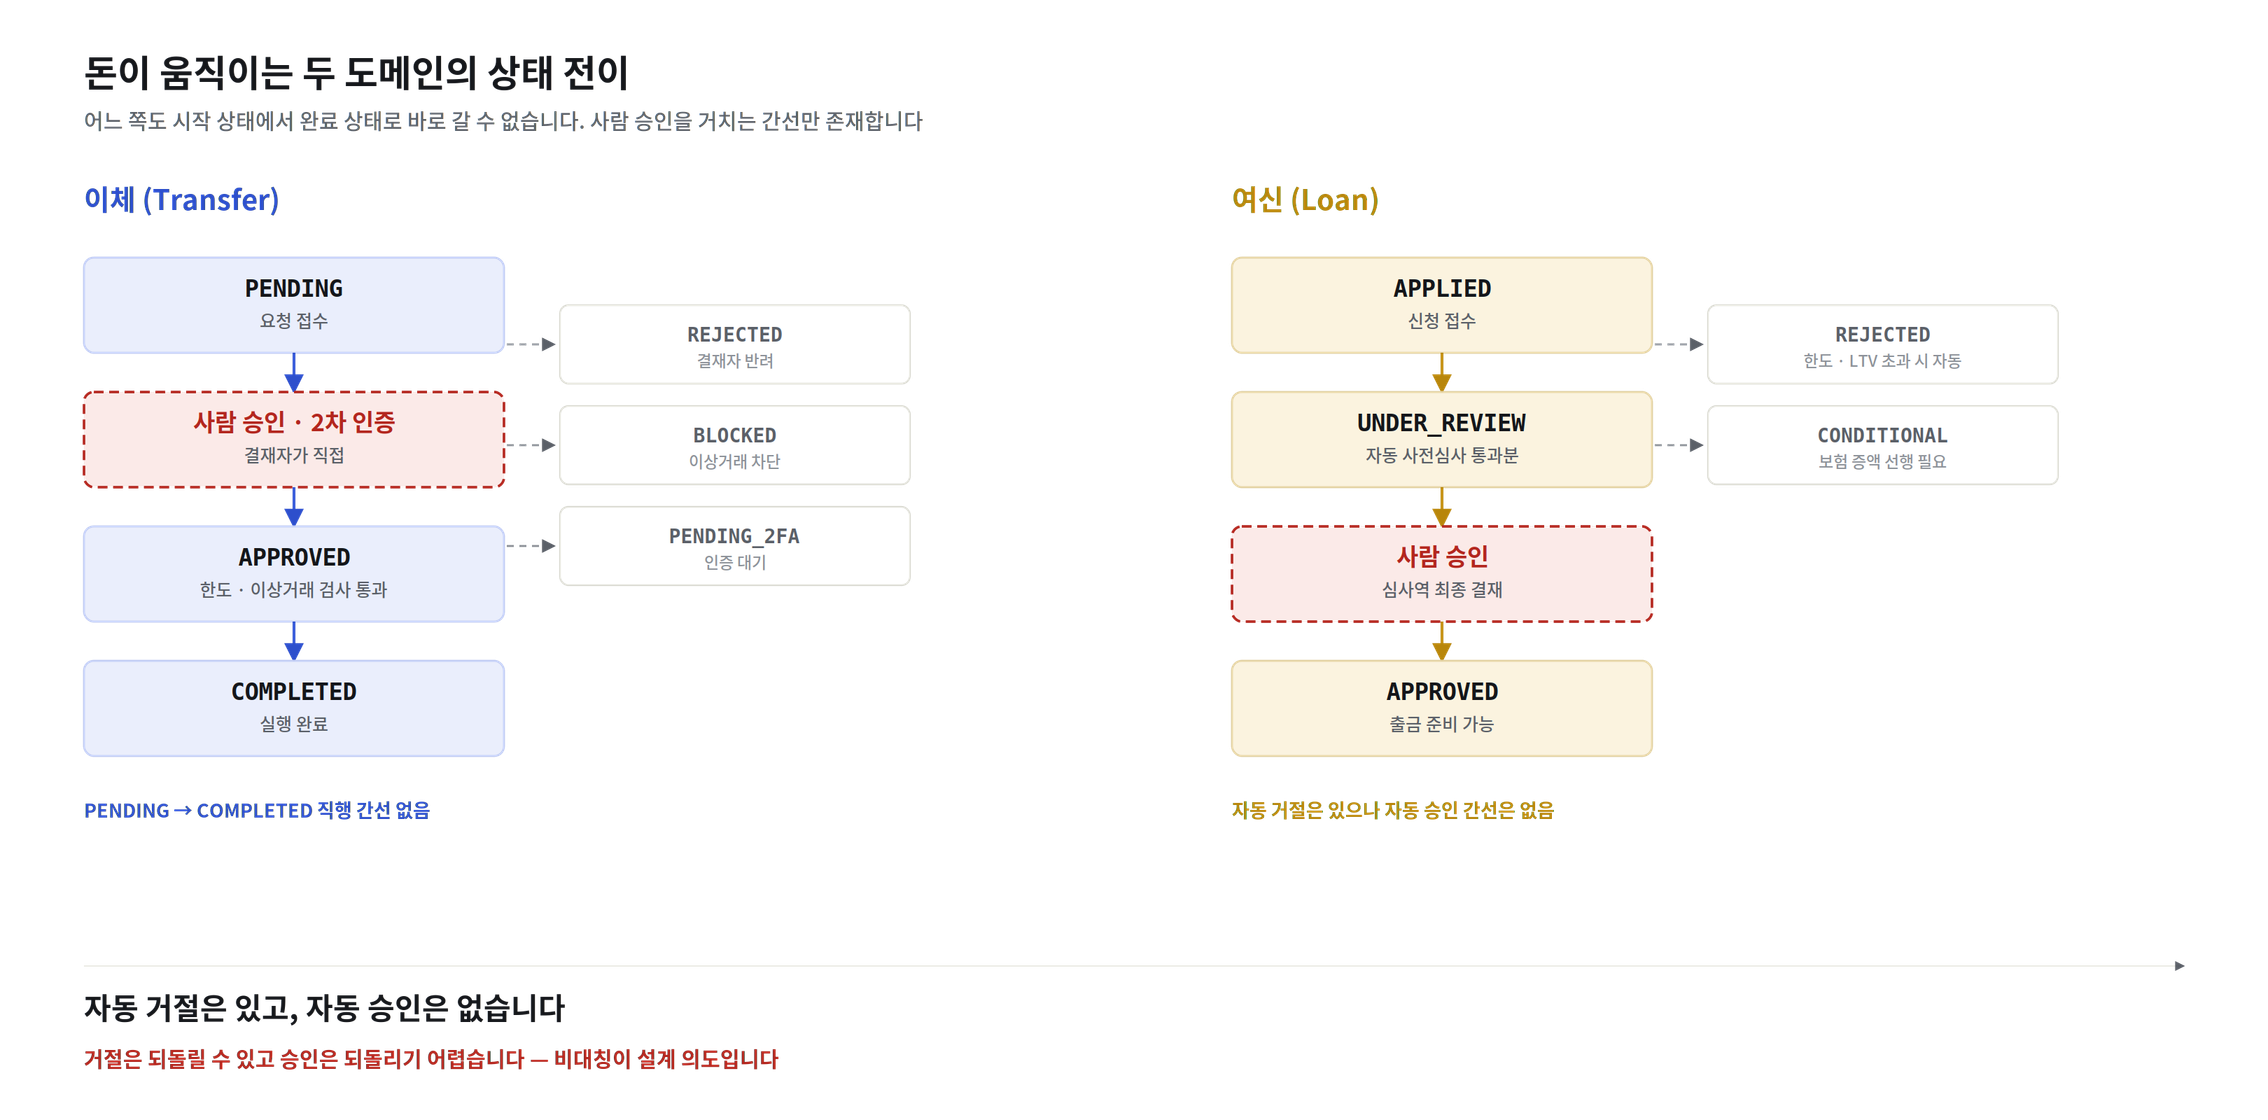 돈이 움직이는 두 도메인의 상태 전이
어느 쪽도 시작 상태에서 완료 상태로 바로 갈 수 없습니다. 사람 승인을 거치는 간선만 존재합니다
이체 (Transfer)
PENDING
요청 접수
REJECTED
결재자 반려
사람 승인 · 2차 인증
결재자가 직접
BLOCKED
이상거래 차단
APPROVED
한도 · 이상거래 검사 통과
PENDING_2FA
인증 대기
COMPLETED
실행 완료
PENDING → COMPLETED 직행 간선 없음
여신 (Loan)
APPLIED
신청 접수
REJECTED
한도 · LTV 초과 시 자동
UNDER_REVIEW
자동 사전심사 통과분
CONDITIONAL
보험 증액 선행 필요
사람 승인
심사역 최종 결재
APPROVED
출금 준비 가능
자동 거절은 있으나 자동 승인 간선은 없음
자동 거절은 있고, 자동 승인은 없습니다
거절은 되돌릴 수 있고 승인은 되돌리기 어렵습니다 — 비대칭이 설계 의도입니다